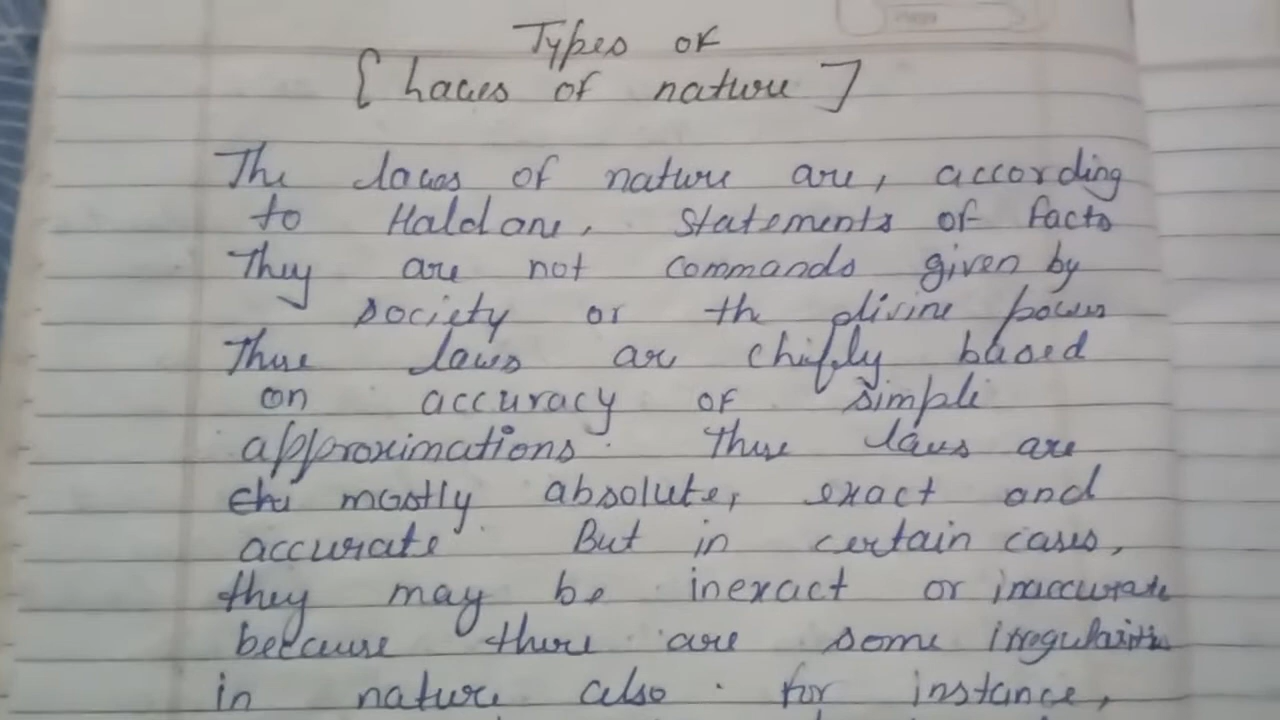 Types of
[ Laws of nature ]
The laws of nature are, according
to Haldane, Statements of facts
They are not commands given by
society or the divine power
These laws are chiefly based
on accuracy of simple
approximations. These laws are
mostly absolute, exact and
accurate. But in certain cases,
they may be inexact or inaccurate
because there are some irregularities
in nature also. for instance,